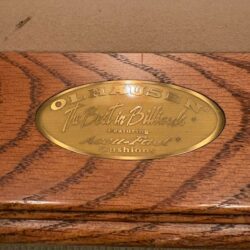 OLHAUSEN
The Best in Billiards
Featuring
Accu-Fast
Cushions